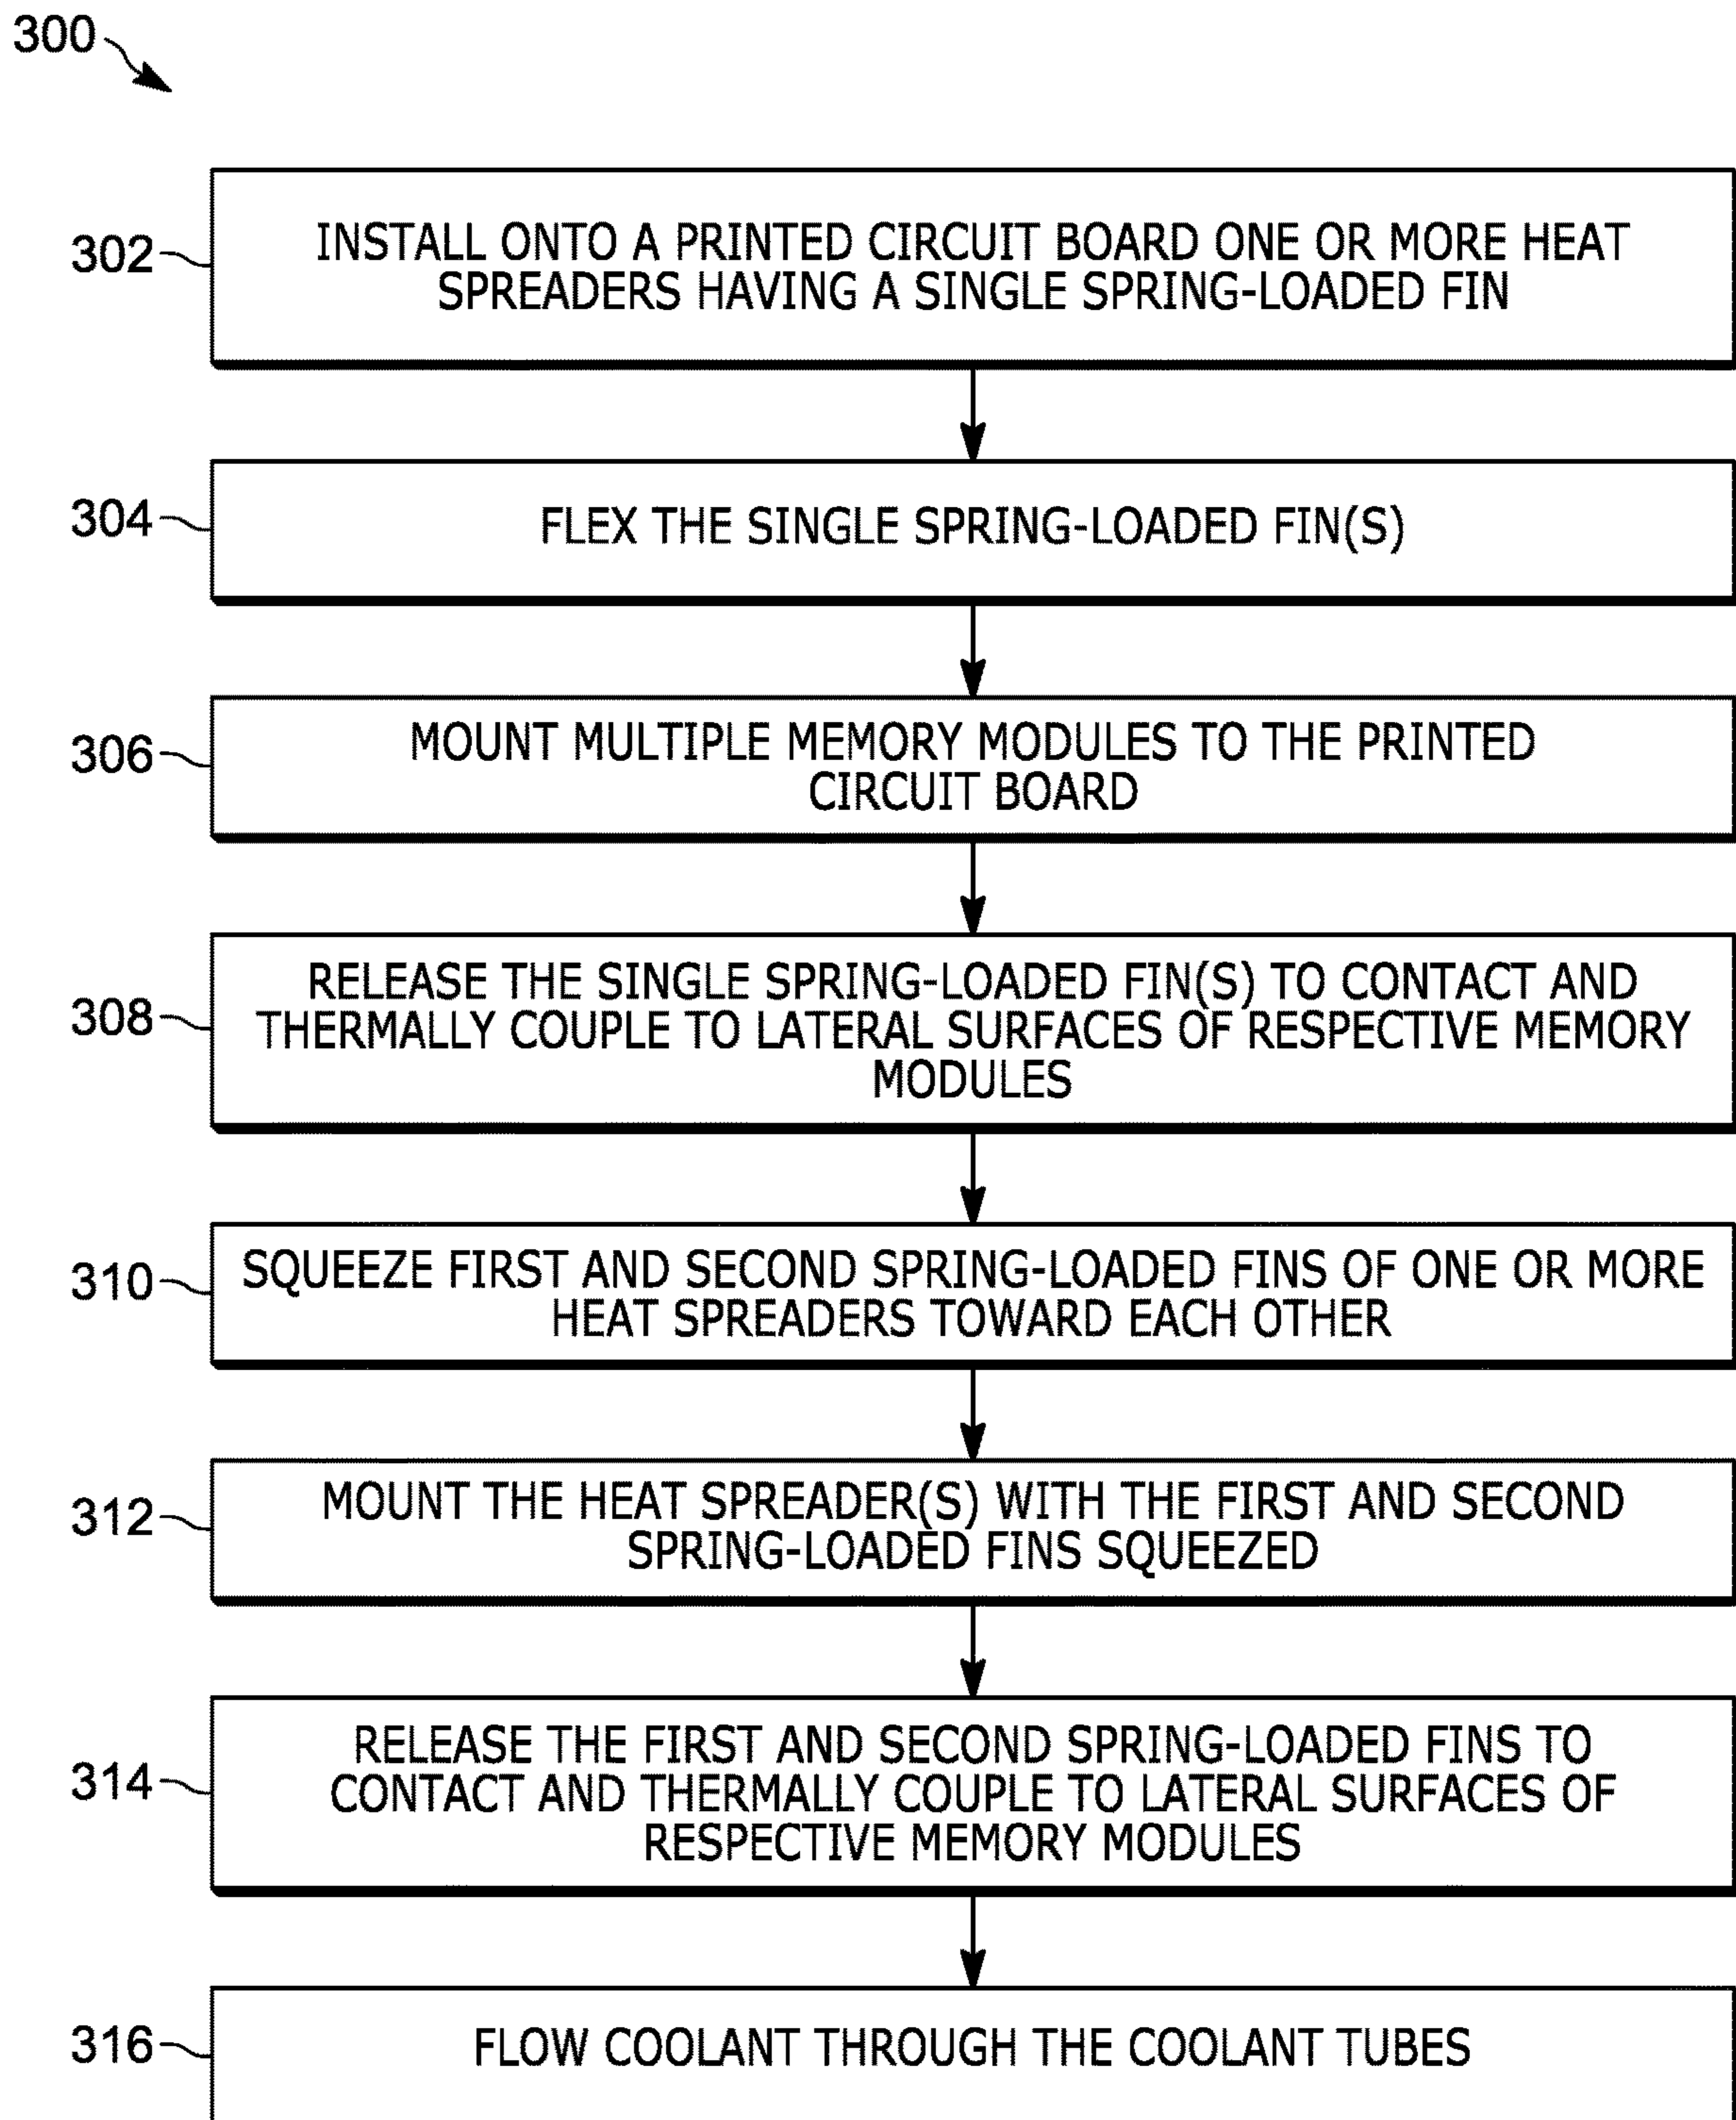 300
302
INSTALL ONTO A PRINTED CIRCUIT BOARD ONE OR MORE HEAT
SPREADERS HAVING A SINGLE SPRING-LOADED FIN
304
FLEX THE SINGLE SPRING-LOADED FIN(S)
306
MOUNT MULTIPLE MEMORY MODULES TO THE PRINTED
CIRCUIT BOARD
308
RELEASE THE SINGLE SPRING-LOADED FIN(S) TO CONTACT AND
THERMALLY COUPLE TO LATERAL SURFACES OF RESPECTIVE MEMORY
MODULES
310
SQUEEZE FIRST AND SECOND SPRING-LOADED FINS OF ONE OR MORE
HEAT SPREADERS TOWARD EACH OTHER
312
MOUNT THE HEAT SPREADER(S) WITH THE FIRST AND SECOND
SPRING-LOADED FINS SQUEEZED
314
RELEASE THE FIRST AND SECOND SPRING-LOADED FINS TO
CONTACT AND THERMALLY COUPLE TO LATERAL SURFACES OF
RESPECTIVE MEMORY MODULES
316
FLOW COOLANT THROUGH THE COOLANT TUBES